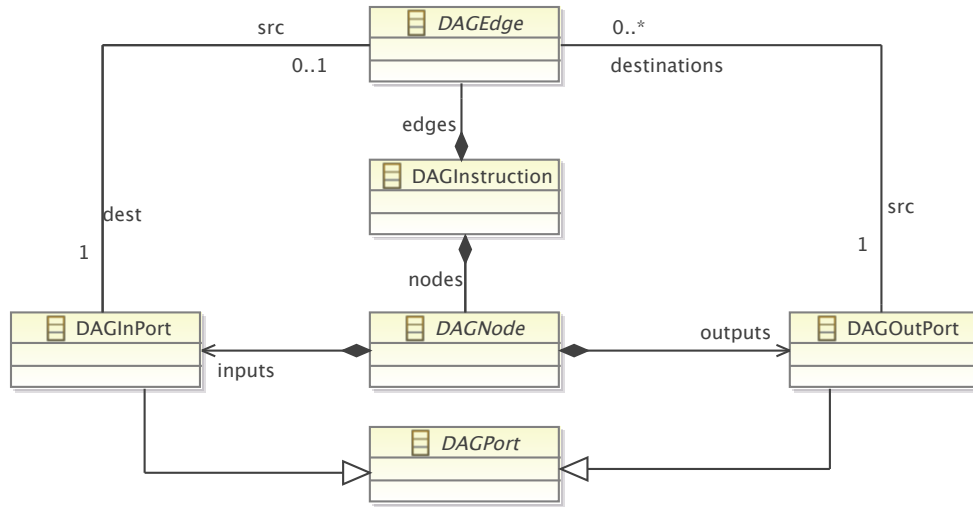 DAGEdge
src
0..*
0..1
destinations
edges
DAGInstruction
dest
src
1
1
nodes
DAGInPort
DAGNode
DAGOutPort
outputs
inputs
DAGPort